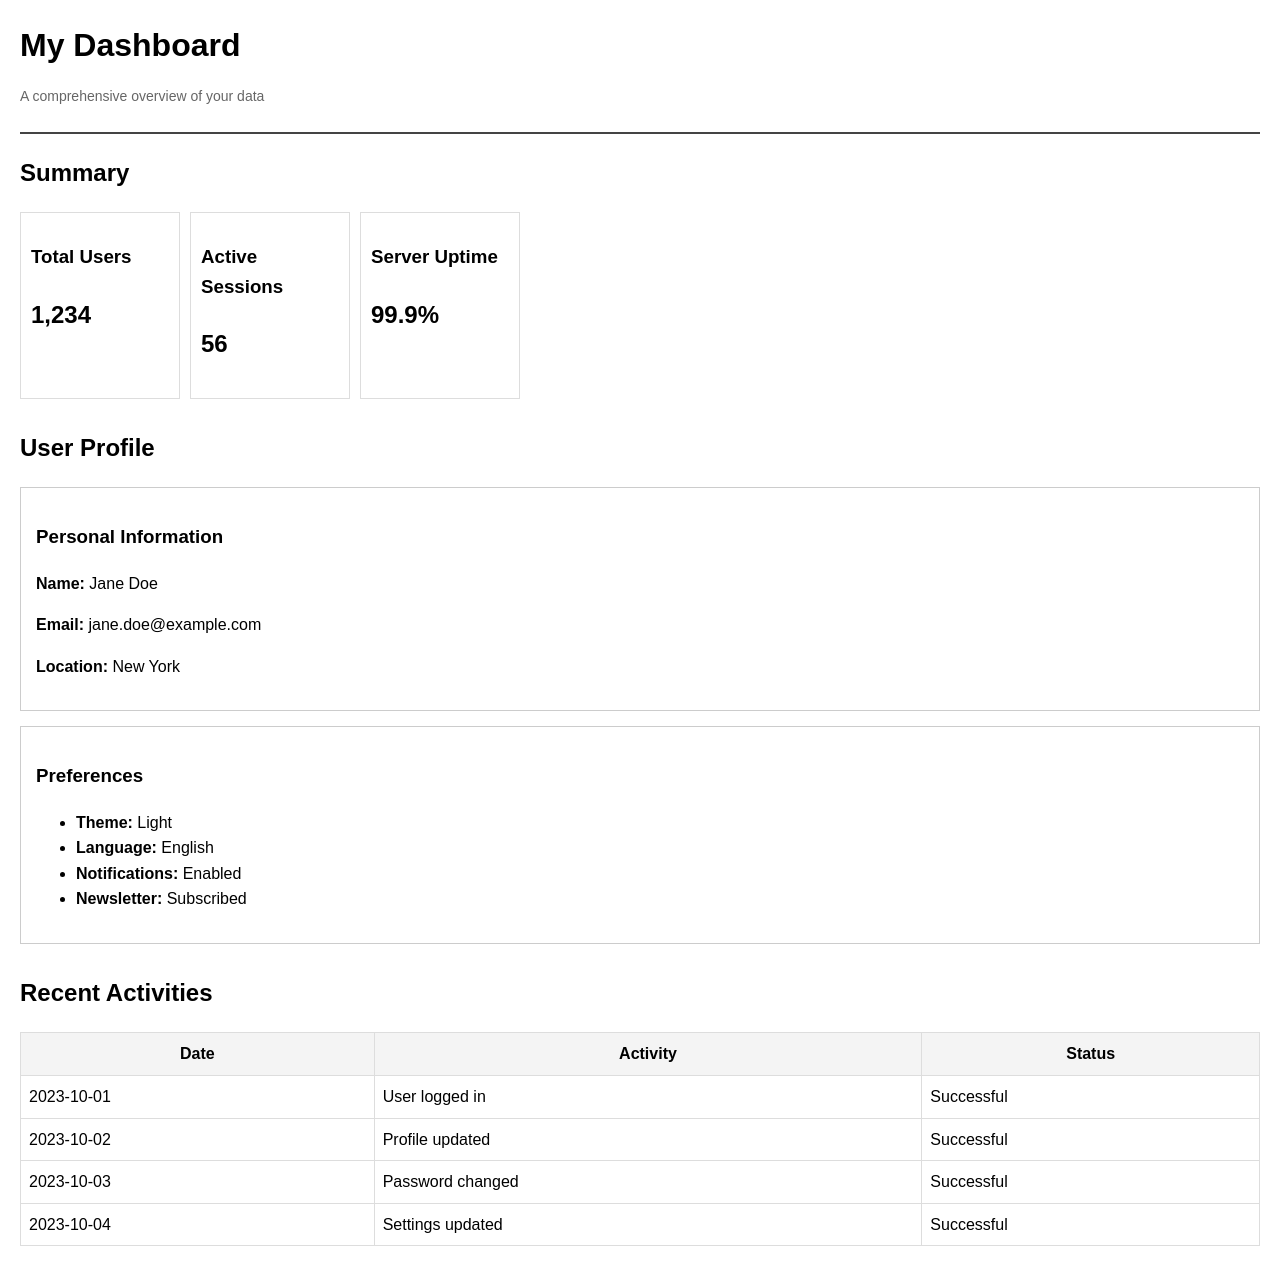 My Dashboard
A comprehensive overview of your data
Summary
Total Users
1,234
Active
Sessions
56
Server Uptime
99.9%
User Profile
Personal Information
Name: Jane Doe
Email: jane.doe@example.com
Location: New York
Preferences
• Theme: Light
• Language: English
• Notifications: Enabled
• Newsletter: Subscribed
Recent Activities
Date Activity Status
2023-10-01 User logged in Successful
2023-10-02 Profile updated Successful
2023-10-03 Password changed Successful
2023-10-04 Settings updated Successful